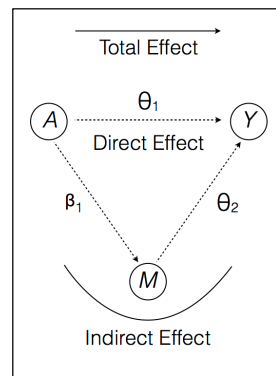 Total Effect
θ₁
A
Y
Direct Effect
β₁
θ₂
M
Indirect Effect